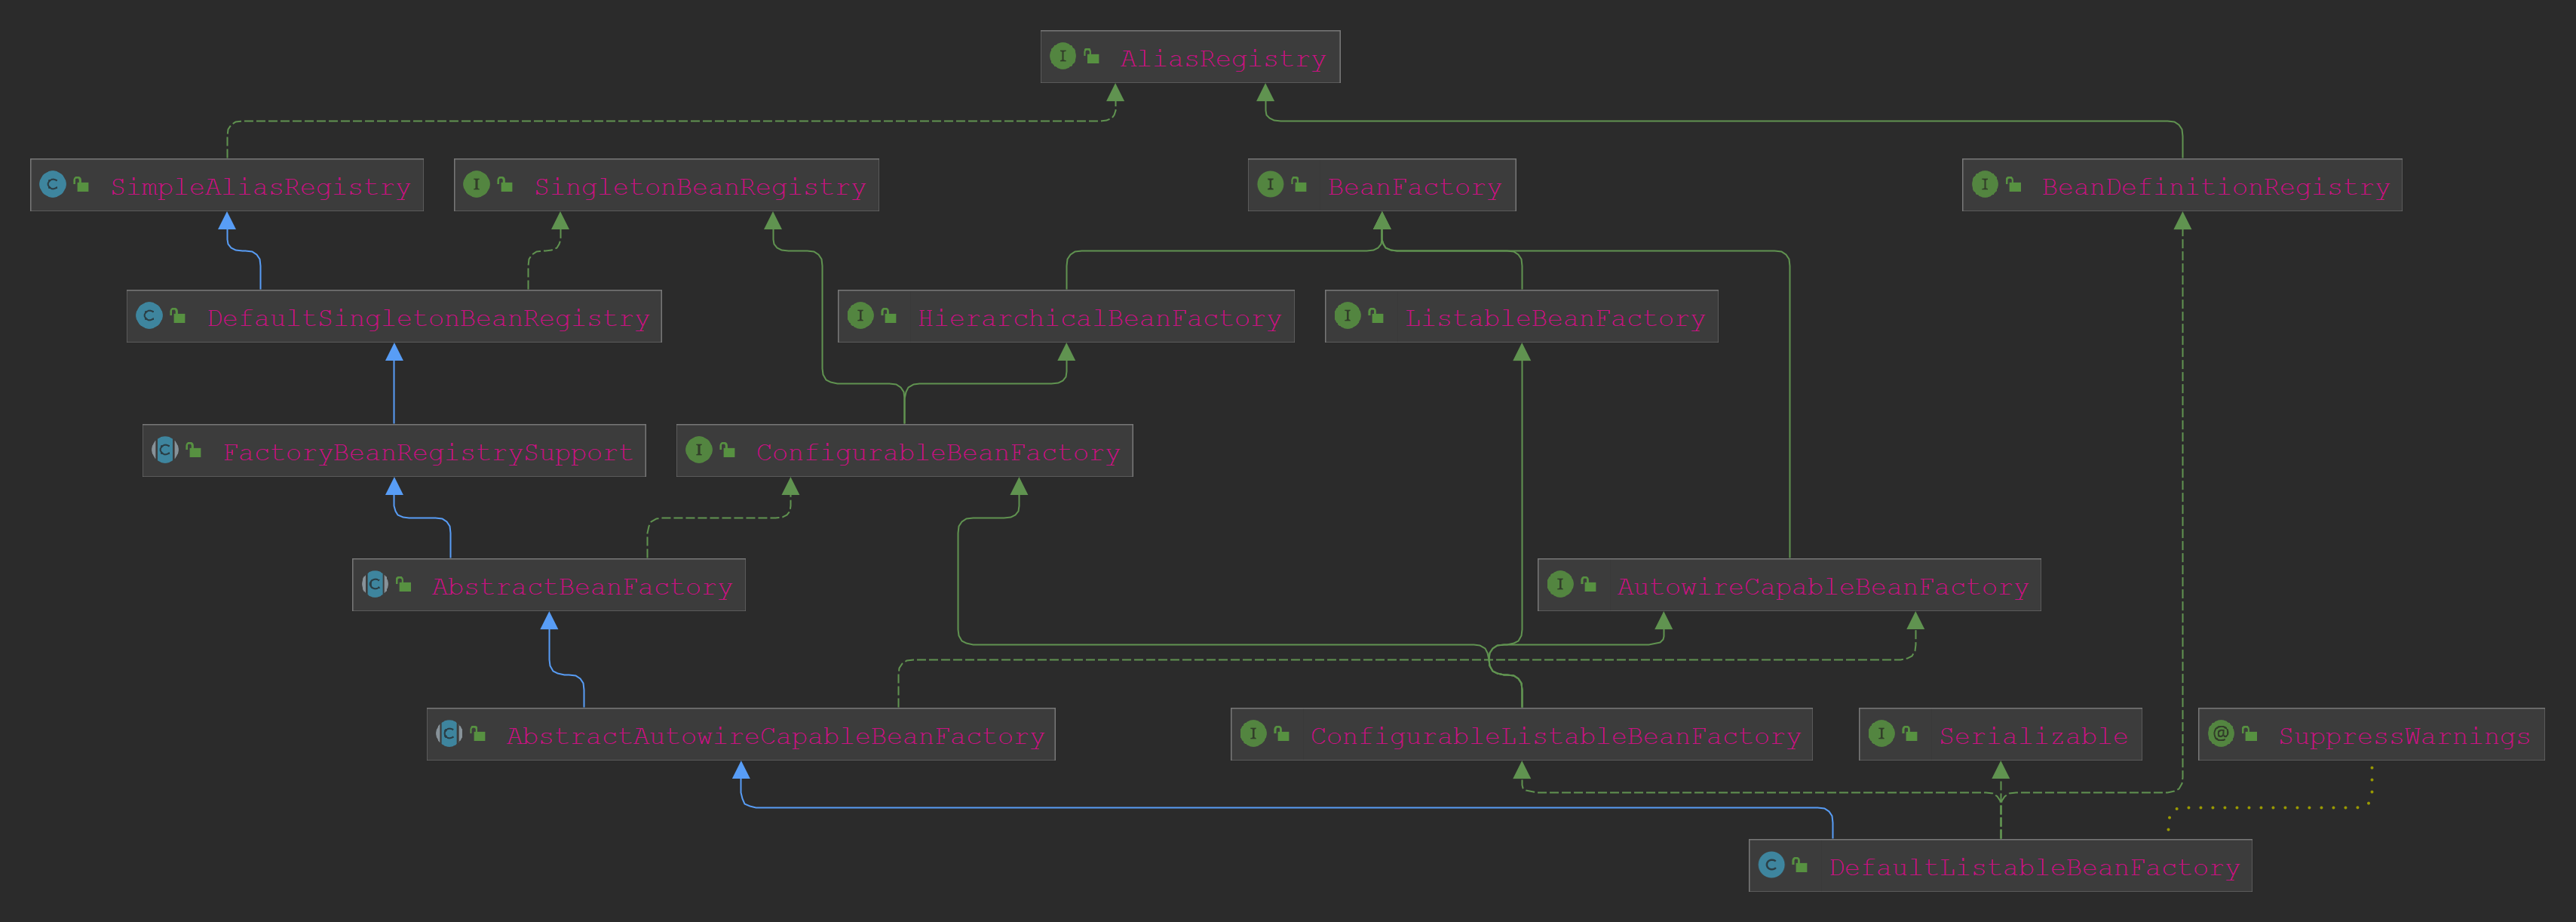 I AliasRegistry
C SimpleAliasRegistry
I SingletonBeanRegistry
I BeanFactory
I BeanDefinitionRegistry
C DefaultSingletonBeanRegistry
I HierarchicalBeanFactory
I ListableBeanFactory
C FactoryBeanRegistrySupport
I ConfigurableBeanFactory
C AbstractBeanFactory
I AutowireCapableBeanFactory
C AbstractAutowireCapableBeanFactory
I ConfigurableListableBeanFactory
I Serializable
@ SuppressWarnings
C DefaultListableBeanFactory